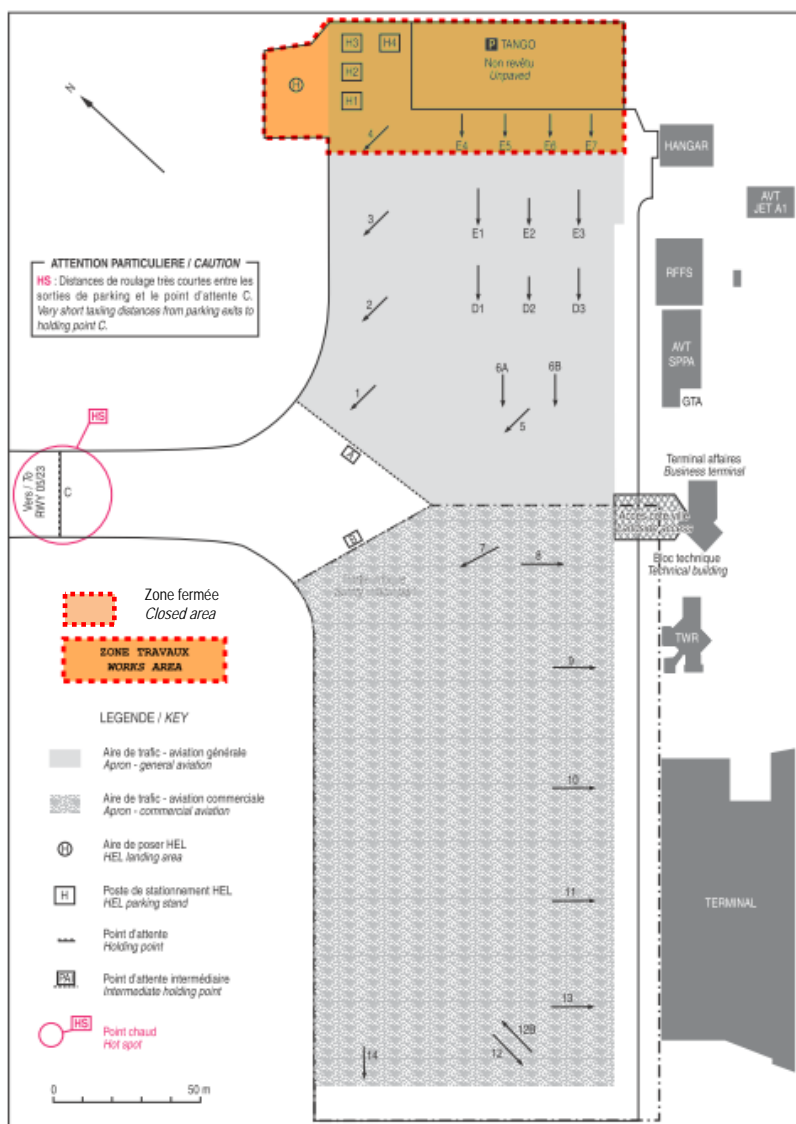 H3
H4
P TANGO
Non revêtu
Unpaved
H2
H
H1
N
4
E4
E5
E6
E7
HANGAR
AVT
JET A1
3
E1
E2
E3
ATTENTION PARTICULIERE / CAUTION
HS : Distances de roulage très courtes entre les
sorties de parking et le point d'attente C.
Very short taxiing distances from parking exits to
holding point C.
RFFS
2
D1
D2
D3
AVT
SPPA
GTA
6A
6B
1
5
HS
A
Vers / To
RWY 05/23
C
Terminal affaires
Business terminal
Accès côté ville
Landside access
B
7
8
Bloc technique
Technical building
Zone fermée
Closed area
TWR
ZONE TRAVAUX
WORKS AREA
9
LEGENDE / KEY
Aire de trafic - aviation générale
Apron - general aviation
10
Aire de trafic - aviation commerciale
Apron - commercial aviation
H
Aire de poser HEL
HEL landing area
H
Poste de stationnement HEL
HEL parking stand
11
TERMINAL
Point d'attente
Holding point
PAI
Point d'attente intermédiaire
Intermediate holding point
13
HS
Point chaud
Hot spot
12B
12
14
0
50 m